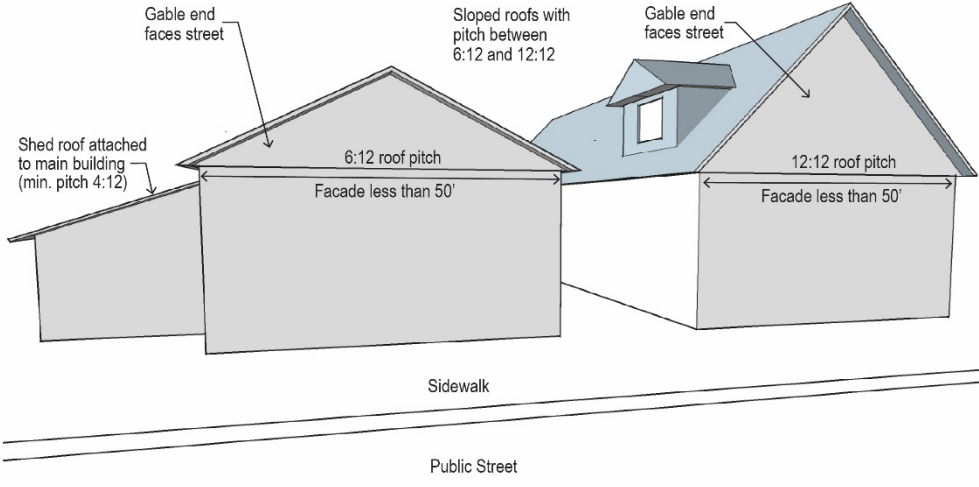 Gable end
faces street
Sloped roofs with
pitch between
6:12 and 12:12
Gable end
faces street
Shed roof attached
to main building
(min. pitch 4:12)
6:12 roof pitch
Facade less than 50'
12:12 roof pitch
Facade less than 50'
Sidewalk
Public Street